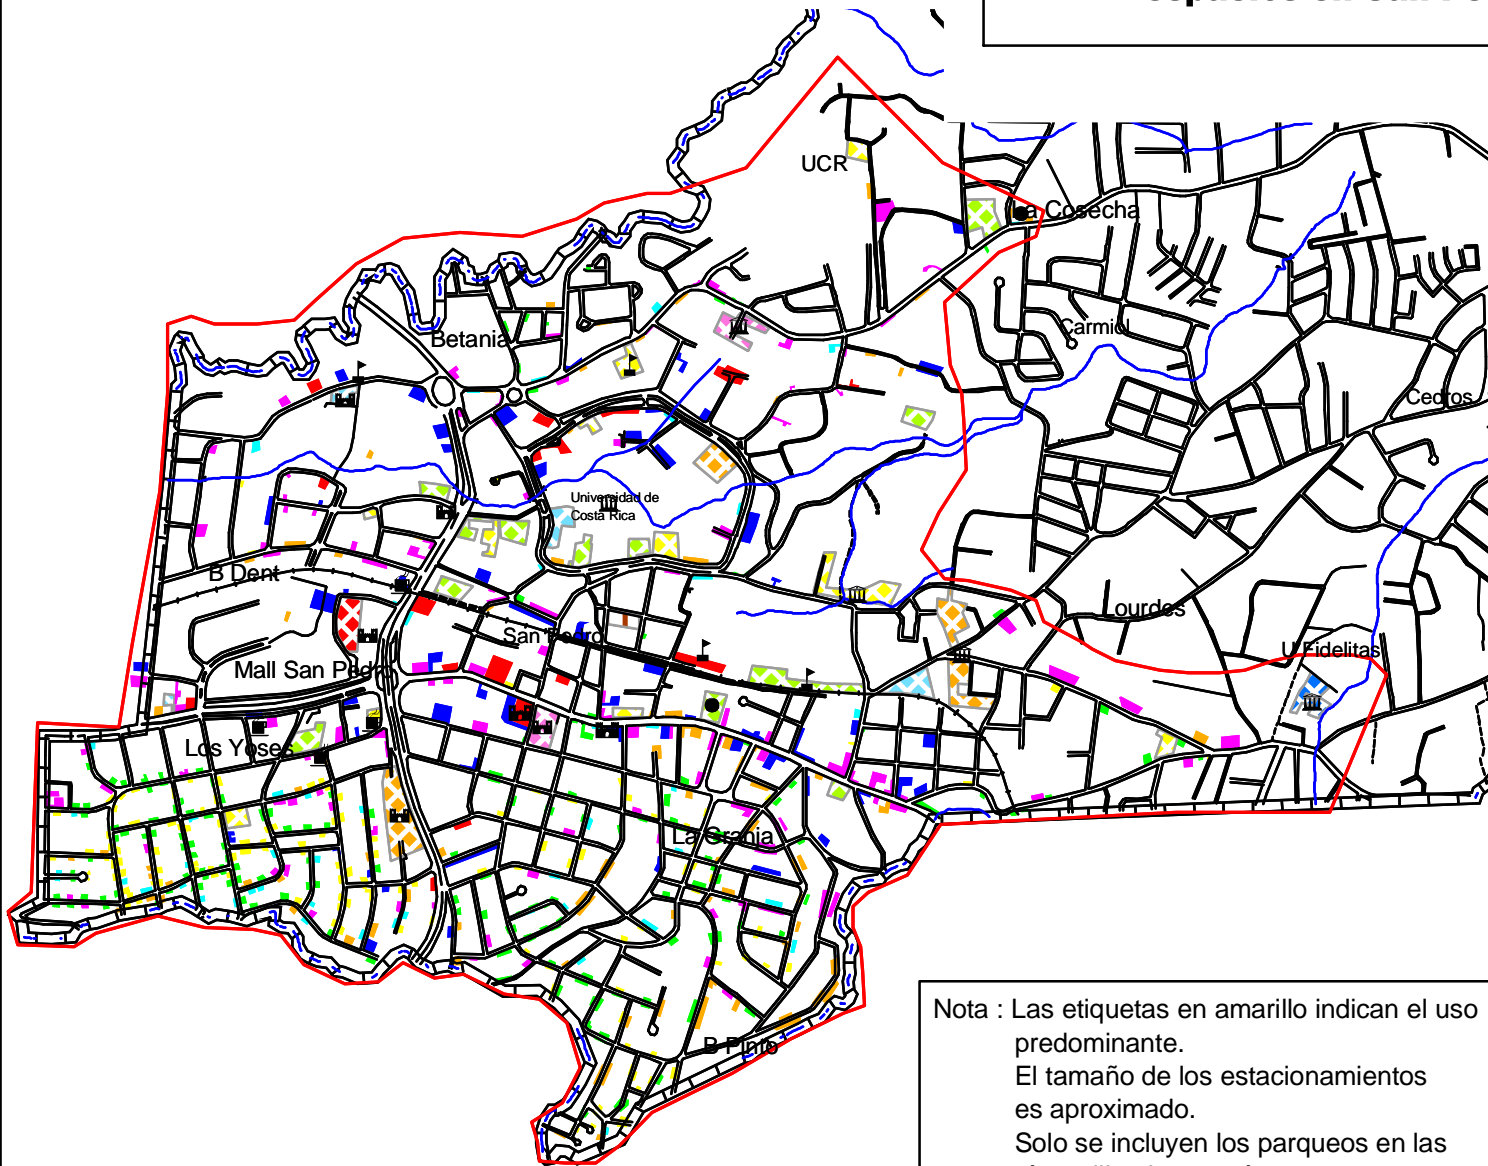 UCR
La Cosecha
Betania
Carmiol
Cedros
Universidad de
Costa Rica
B Dent
San Pedro
Lourdes
U Fidelitas
Mall San Pedro
Los Yoses
La Granja
B Pinto
Nota : Las etiquetas en amarillo indican el uso
predominante.
El tamaño de los estacionamientos
es aproximado.
Solo se incluyen los parqueos en las